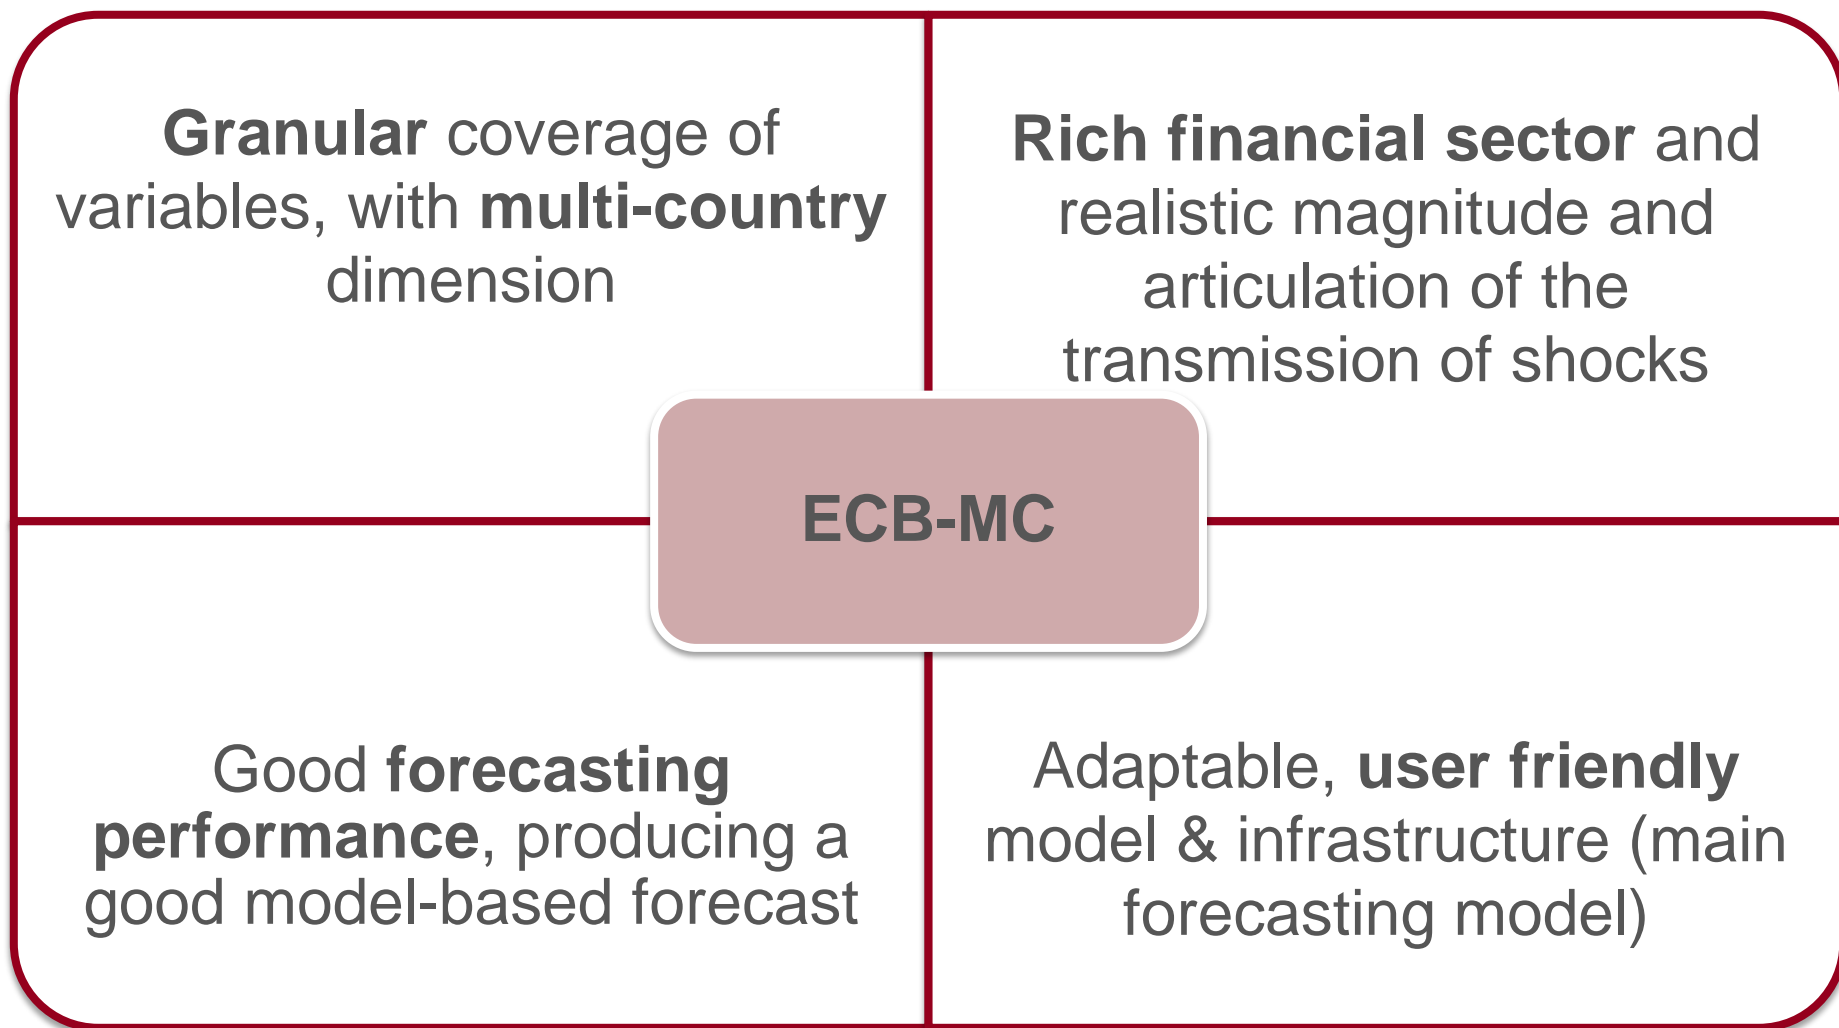 Granular coverage of
variables, with multi-country
dimension
Rich financial sector and
realistic magnitude and
articulation of the
transmission of shocks
ECB-MC
Good forecasting
performance, producing a
good model-based forecast
Adaptable, user friendly
model & infrastructure (main
forecasting model)